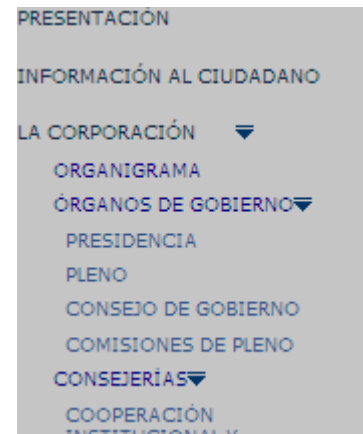 PRESENTACIÓN
INFORMACIÓN AL CIUDADANO
LA CORPORACIÓN
ORGANIGRAMA
ÓRGANOS DE GOBIERNO
PRESIDENCIA
PLENO
CONSEJO DE GOBIERNO
COMISIONES DE PLENO
CONSEJERÍAS
COOPERACIÓN
INSTITUCIONAL Y